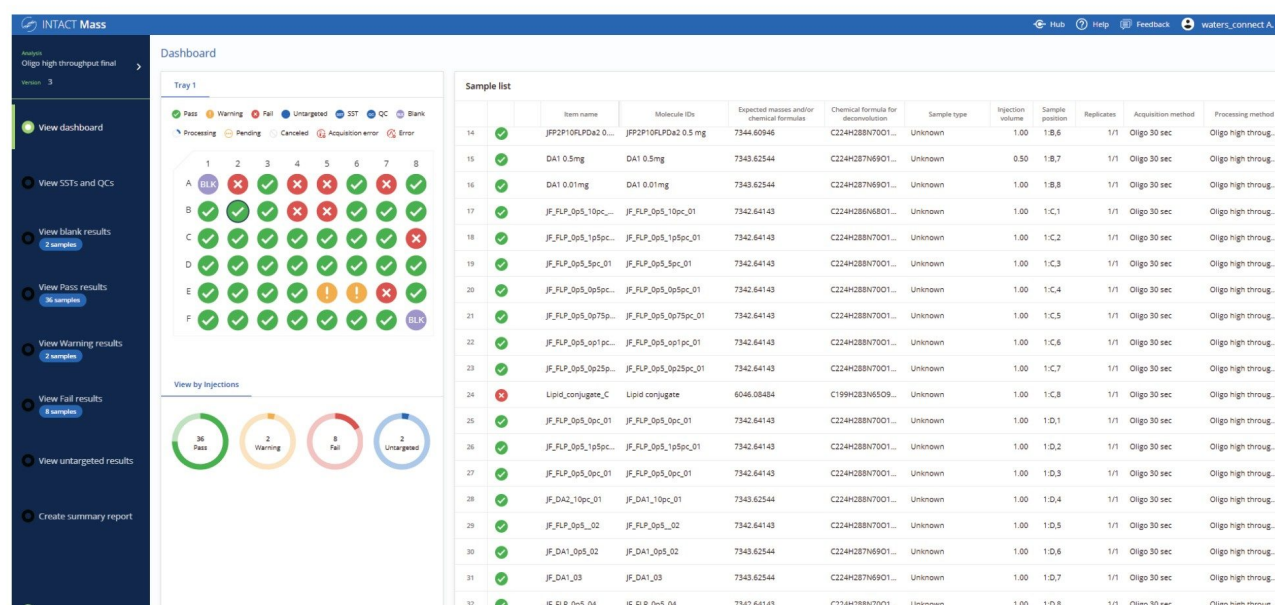 INTACT Mass
Hub Help Feedback waters_connect A.
Analysis
Oligo high throughput final
Version 3
View dashboard
View SSTs and QCs
View blank results
2 samples
View Pass results
36 samples
View Warning results
2 samples
View Fail results
8 samples
View untargeted results
Create summary report
Dashboard
Tray 1
Pass Warning Fail Untargeted SST QC Blank
Processing Pending Canceled Acquisition error Error
1 2 3 4 5 6 7 8
A BLK
B
C
D
E
F BLK
View by Injections
36 Pass
2 Warning
8 Fail
2 Untargeted
Sample list
Item name Molecule IDs Expected masses and/or chemical formulas Chemical formula for deconvolution Sample type Injection volume Sample position Replicates Acquisition method Processing method
14 JFP2P10FLPDa2 0.... JFP2P10FLPDa2 0.5 mg 7344.60946 C224H288N70O1... Unknown 1.00 1:B,6 1/1 Oligo 30 sec Oligo high throug...
15 DA1 0.5mg DA1 0.5mg 7343.62544 C224H287N69O1... Unknown 0.50 1:B,7 1/1 Oligo 30 sec Oligo high throug...
16 DA1 0.01mg DA1 0.01mg 7343.62544 C224H287N69O1... Unknown 1.00 1:B,8 1/1 Oligo 30 sec Oligo high throug...
17 JF_FLP_0p5_10pc_... JF_FLP_0p5_10pc_01 7342.64143 C224H286N68O1... Unknown 1.00 1:C,1 1/1 Oligo 30 sec Oligo high throug...
18 JF_FLP_0p5_1p5pc... JF_FLP_0p5_1p5pc_01 7342.64143 C224H288N70O1... Unknown 1.00 1:C,2 1/1 Oligo 30 sec Oligo high throug...
19 JF_FLP_0p5_5pc_01 JF_FLP_0p5_5pc_01 7342.64143 C224H288N70O1... Unknown 1.00 1:C,3 1/1 Oligo 30 sec Oligo high throug...
20 JF_FLP_0p5_0p5pc... JF_FLP_0p5_0p5pc_01 7342.64143 C224H288N70O1... Unknown 1.00 1:C,4 1/1 Oligo 30 sec Oligo high throug...
21 JF_FLP_0p5_0p75p... JF_FLP_0p5_0p75pc_01 7342.64143 C224H288N70O1... Unknown 1.00 1:C,5 1/1 Oligo 30 sec Oligo high throug...
22 JF_FLP_0p5_op1pc... JF_FLP_0p5_op1pc_01 7342.64143 C224H288N70O1... Unknown 1.00 1:C,6 1/1 Oligo 30 sec Oligo high throug...
23 JF_FLP_0p5_0p25p... JF_FLP_0p5_0p25pc_01 7342.64143 C224H288N70O1... Unknown 1.00 1:C,7 1/1 Oligo 30 sec Oligo high throug...
24 Lipid_conjugate_C Lipid conjugate 6046.08484 C199H283N65O9... Unknown 1.00 1:C,8 1/1 Oligo 30 sec Oligo high throug...
25 JF_FLP_0p5_0pc_01 JF_FLP_0p5_0pc_01 7342.64143 C224H288N70O1... Unknown 1.00 1:D,1 1/1 Oligo 30 sec Oligo high throug...
26 JF_FLP_0p5_1p5pc... JF_FLP_0p5_1p5pc_01 7342.64143 C224H288N70O1... Unknown 1.00 1:D,2 1/1 Oligo 30 sec Oligo high throug...
27 JF_FLP_0p5_0pc_01 JF_FLP_0p5_0pc_01 7342.64143 C224H288N70O1... Unknown 1.00 1:D,3 1/1 Oligo 30 sec Oligo high throug...
28 JF_DA2_10pc_01 JF_DA1_10pc_01 7343.62544 C224H288N70O1... Unknown 1.00 1:D,4 1/1 Oligo 30 sec Oligo high throug...
29 JF_FLP_0p5__02 JF_FLP_0p5__02 7342.64143 C224H288N70O1... Unknown 1.00 1:D,5 1/1 Oligo 30 sec Oligo high throug...
30 JF_DA1_0p5_02 JF_DA1_0p5_02 7343.62544 C224H287N69O1... Unknown 1.00 1:D,6 1/1 Oligo 30 sec Oligo high throug...
31 JF_DA1_03 JF_DA1_03 7343.62544 C224H287N69O1... Unknown 1.00 1:D,7 1/1 Oligo 30 sec Oligo high throug...
32 JF_FLP_0p5_04 JF_FLP_0p5_04 7342.64143 C224H288N70O1... Unknown 1.00 1:D,8 1/1 Oligo 30 sec Oligo high throug...